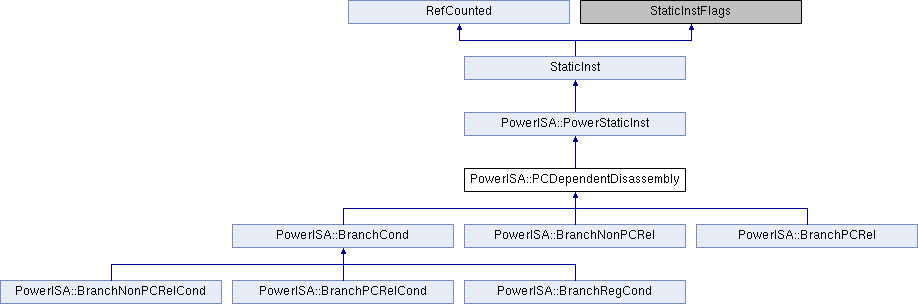 RefCounted
StaticInstFlags
StaticInst
PowerISA::PowerStaticInst
PowerISA::PCDependentDisassembly
PowerISA::BranchCond
PowerISA::BranchNonPCRel
PowerISA::BranchPCRel
PowerISA::BranchNonPCRelCond
PowerISA::BranchPCRelCond
PowerISA::BranchRegCond